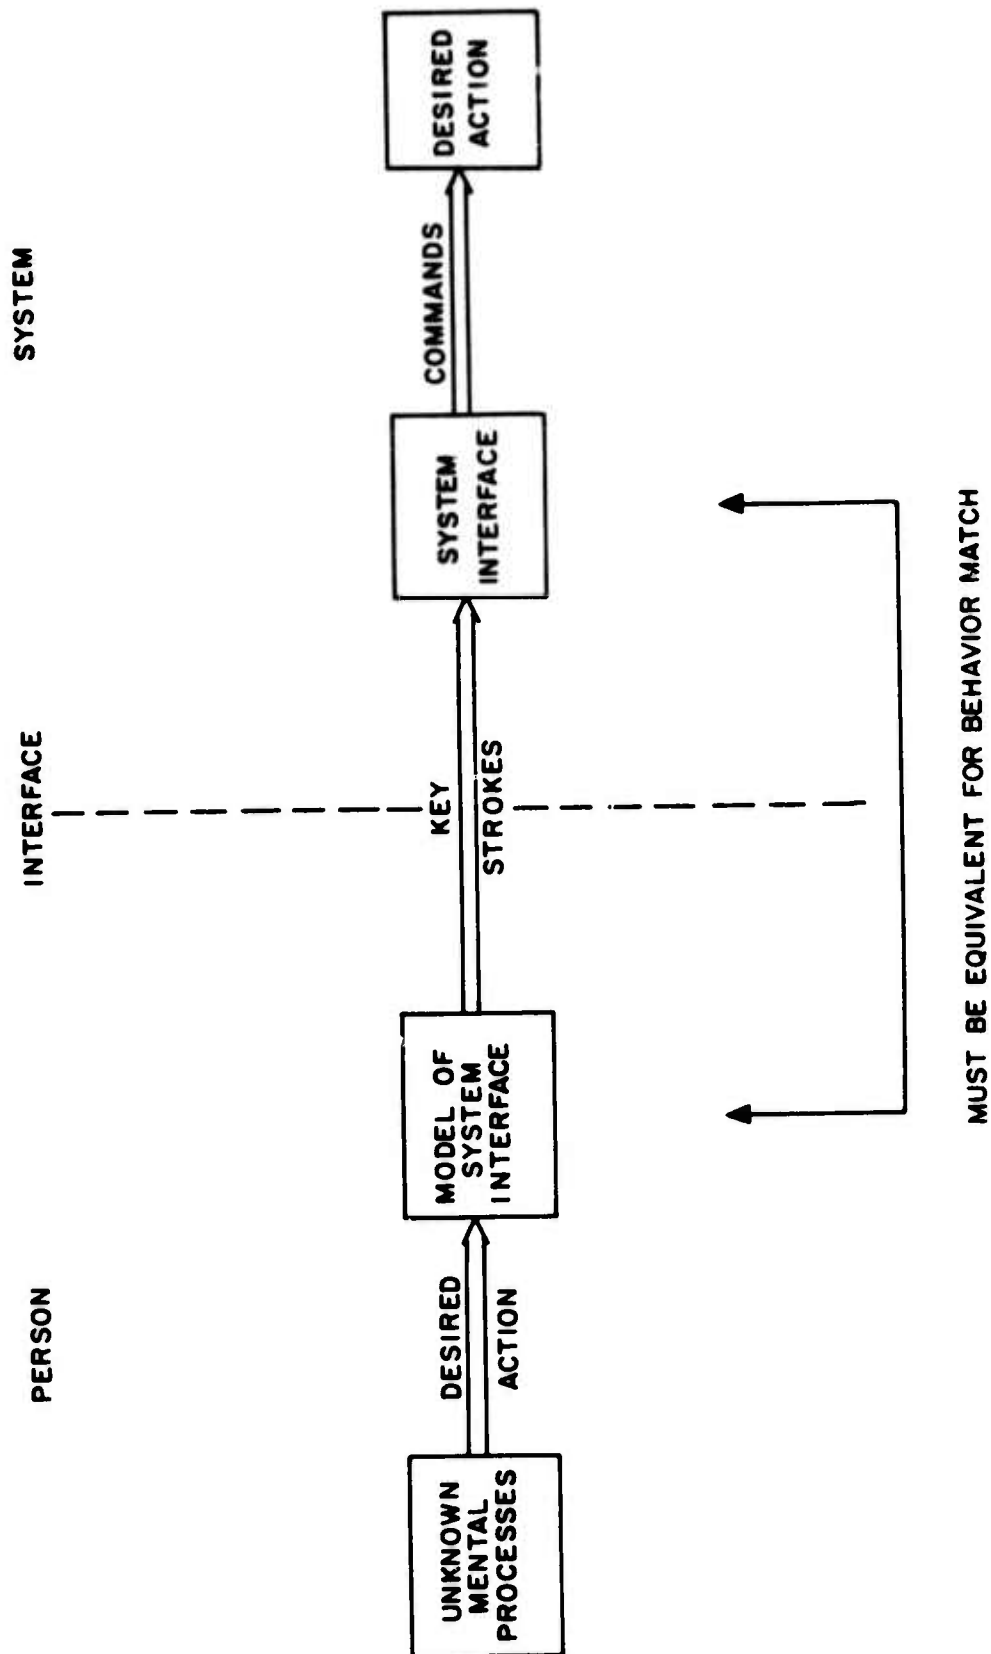 PERSON
INTERFACE
SYSTEM
UNKNOWN
MENTAL
PROCESSES
DESIRED
ACTION
MODEL OF
SYSTEM
INTERFACE
KEY
STROKES
SYSTEM
INTERFACE
COMMANDS
DESIRED
ACTION
MUST BE EQUIVALENT FOR BEHAVIOR MATCH